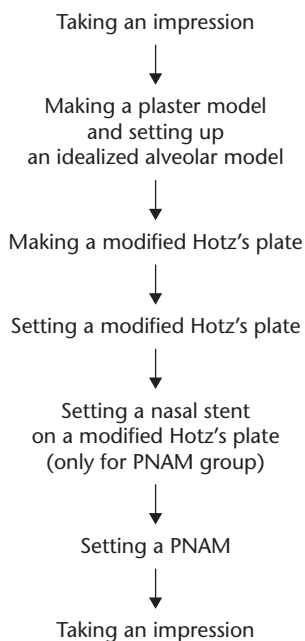 Taking an impression
Making a plaster model
and setting up
an idealized alveolar model
Making a modified Hotz's plate
Setting a modified Hotz's plate
Setting a nasal stent
on a modified Hotz's plate
(only for PNAM group)
Setting a PNAM
Taking an impression